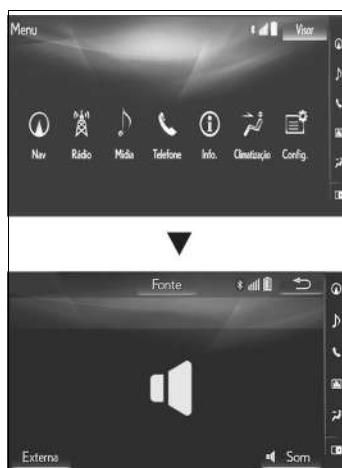 Menu Visor
Nav Rádio Mídia Telefone Info. Climatização Config.
Fonte
Externa Som